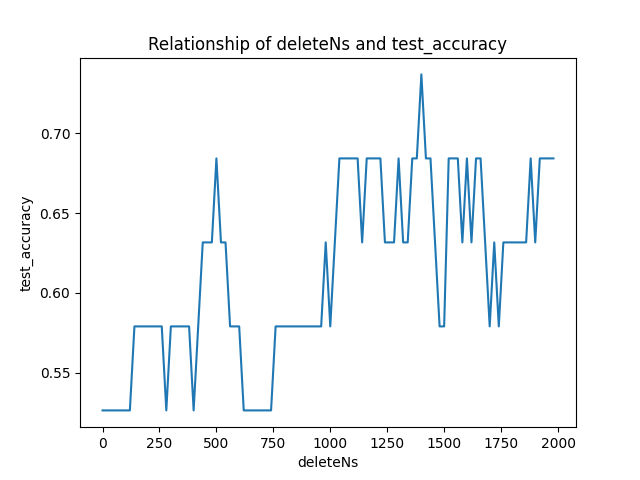 Relationship of deleteNs and test_accuracy
test_accuracy
0.70
0.65
0.60
0.55
0 250 500 750 1000 1250 1500 1750 2000
deleteNs